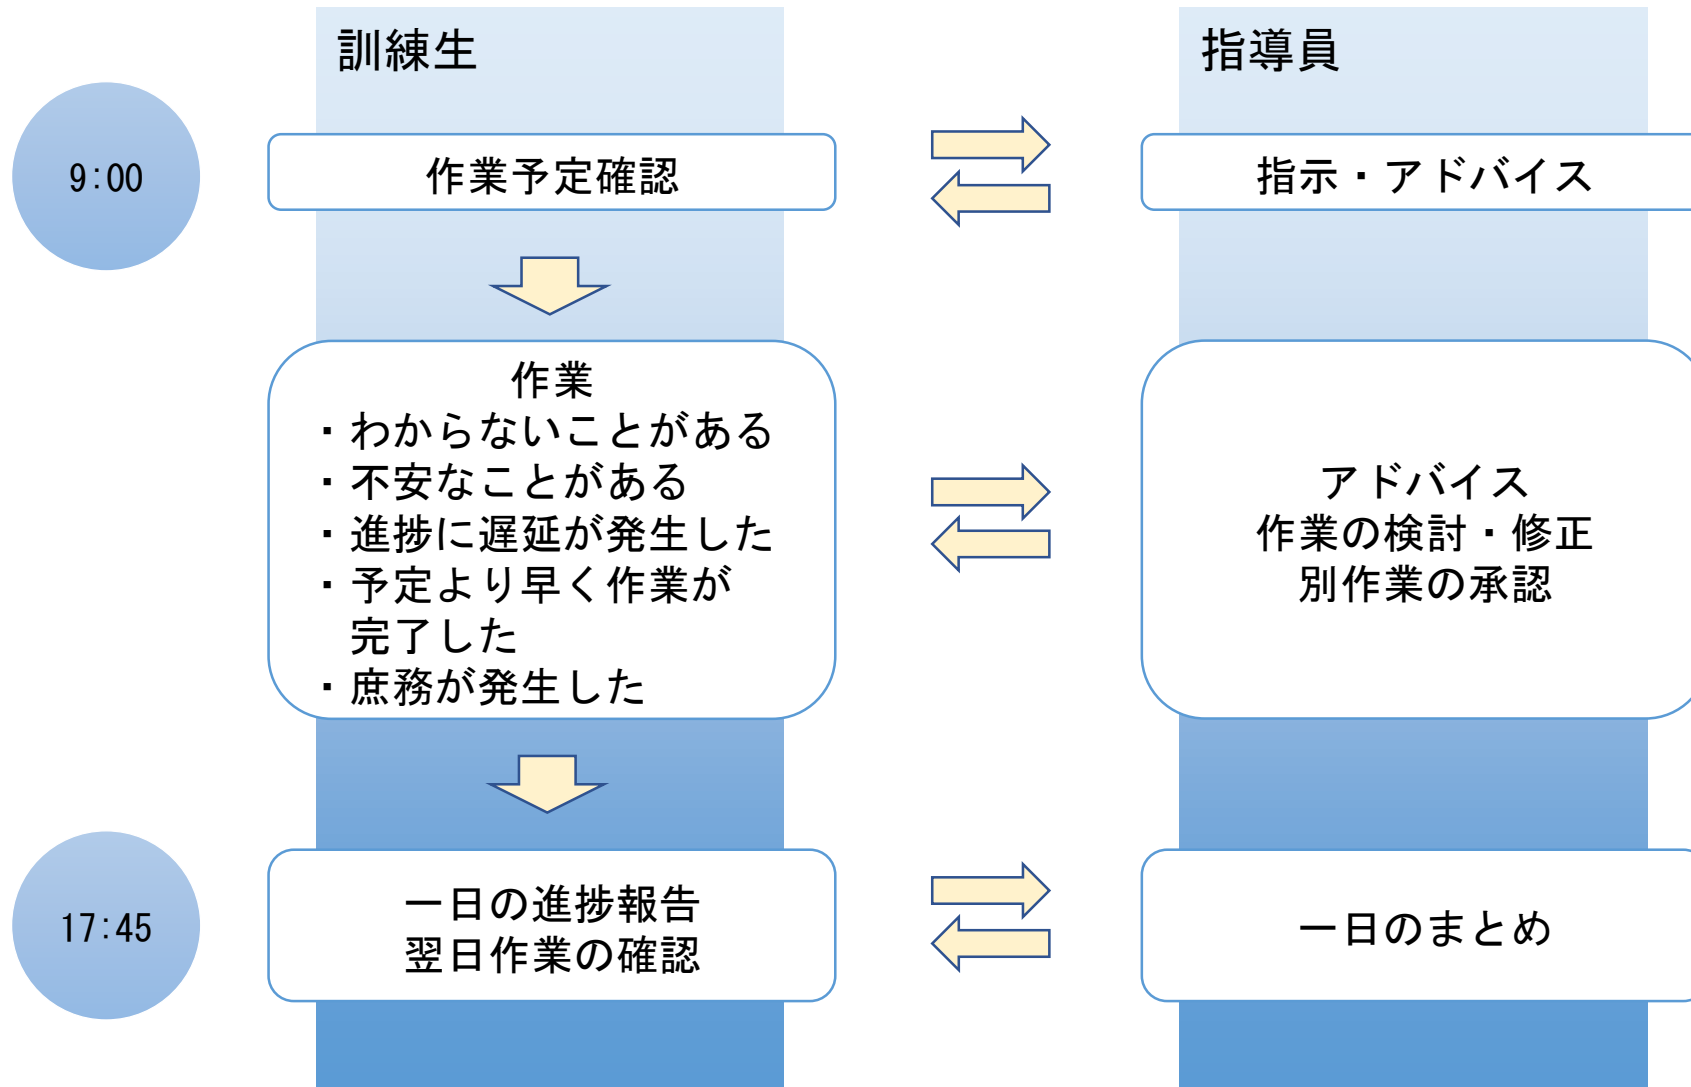 訓練生
指導員
9:00
作業予定確認
指示・アドバイス
作業
・わからないことがある
・不安なことがある
・進捗に遅延が発生した
・予定より早く作業が
完了した
・庶務が発生した
アドバイス
作業の検討・修正
別作業の承認
17:45
一日の進捗報告
翌日作業の確認
一日のまとめ